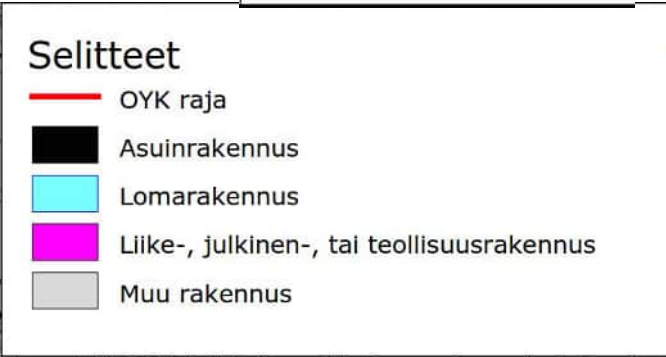 Selitteet
OYK raja
Asuinrakennus
Lomarakennus
Liike-, julkinen-, tai teollisuusrakennus
Muu rakennus